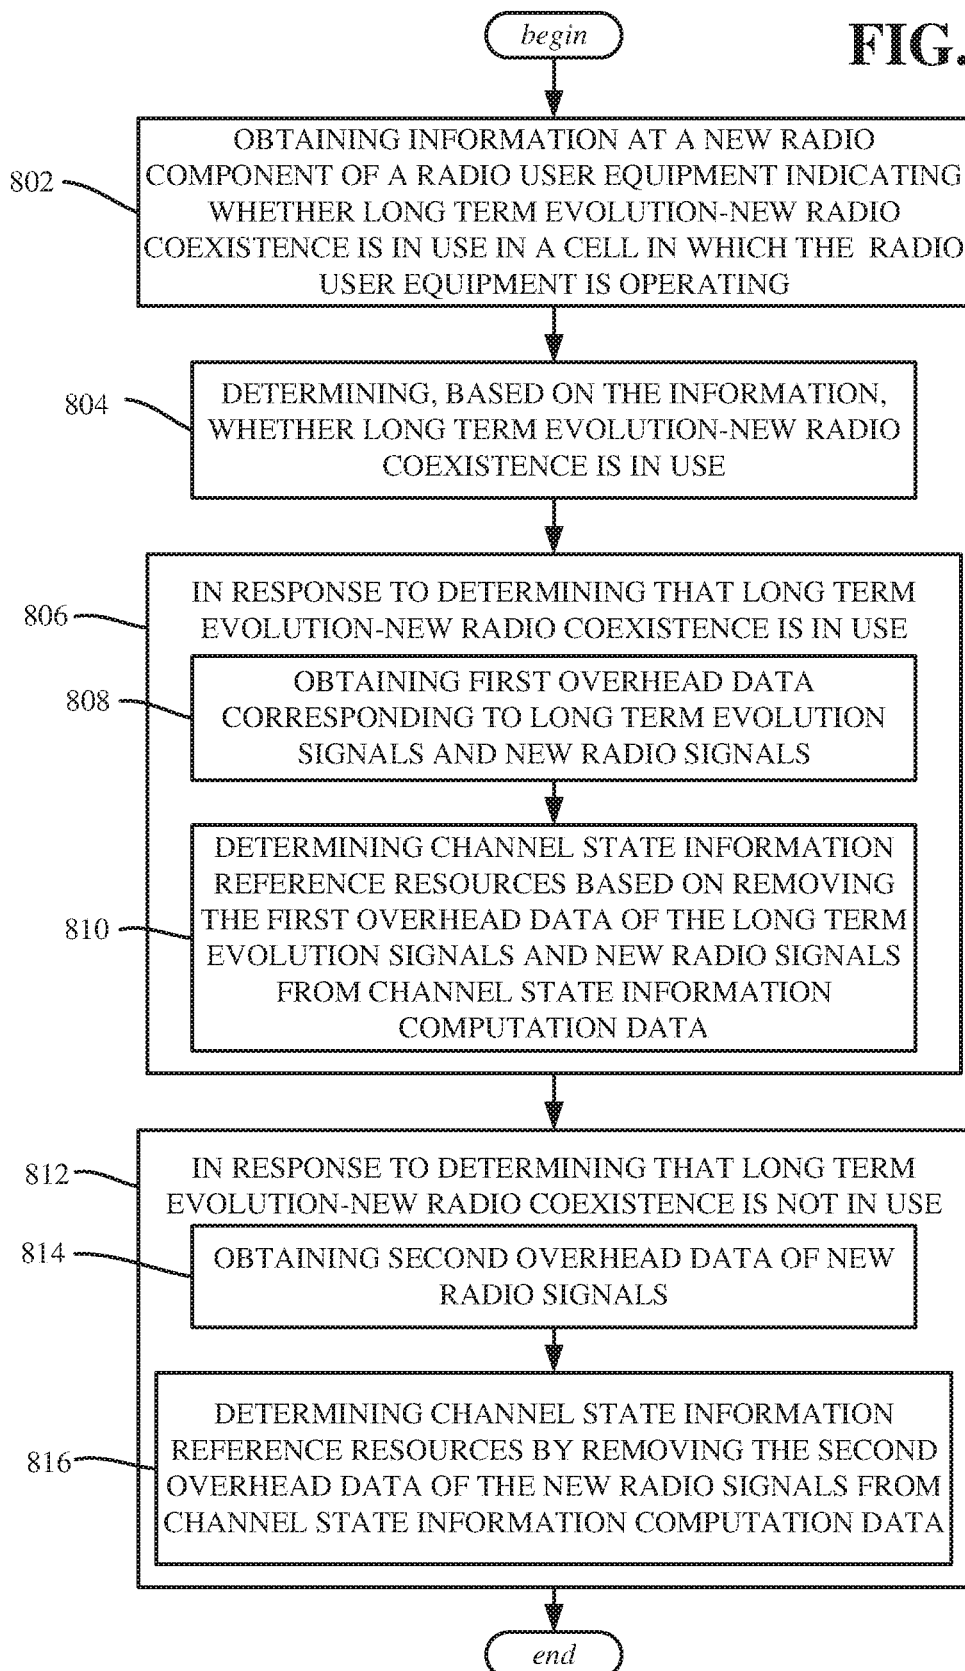 begin
FIG.
OBTAINING INFORMATION AT A NEW RADIO
COMPONENT OF A RADIO USER EQUIPMENT INDICATING
WHETHER LONG TERM EVOLUTION-NEW RADIO
COEXISTENCE IS IN USE IN A CELL IN WHICH THE RADIO
USER EQUIPMENT IS OPERATING
802
DETERMINING, BASED ON THE INFORMATION,
WHETHER LONG TERM EVOLUTION-NEW RADIO
COEXISTENCE IS IN USE
804
IN RESPONSE TO DETERMINING THAT LONG TERM
EVOLUTION-NEW RADIO COEXISTENCE IS IN USE
806
OBTAINING FIRST OVERHEAD DATA
CORRESPONDING TO LONG TERM EVOLUTION
SIGNALS AND NEW RADIO SIGNALS
808
DETERMINING CHANNEL STATE INFORMATION
REFERENCE RESOURCES BASED ON REMOVING
THE FIRST OVERHEAD DATA OF THE LONG TERM
EVOLUTION SIGNALS AND NEW RADIO SIGNALS
FROM CHANNEL STATE INFORMATION
COMPUTATION DATA
810
IN RESPONSE TO DETERMINING THAT LONG TERM
EVOLUTION-NEW RADIO COEXISTENCE IS NOT IN USE
812
OBTAINING SECOND OVERHEAD DATA OF NEW
RADIO SIGNALS
814
DETERMINING CHANNEL STATE INFORMATION
REFERENCE RESOURCES BY REMOVING THE SECOND
OVERHEAD DATA OF THE NEW RADIO SIGNALS FROM
CHANNEL STATE INFORMATION COMPUTATION DATA
816
end